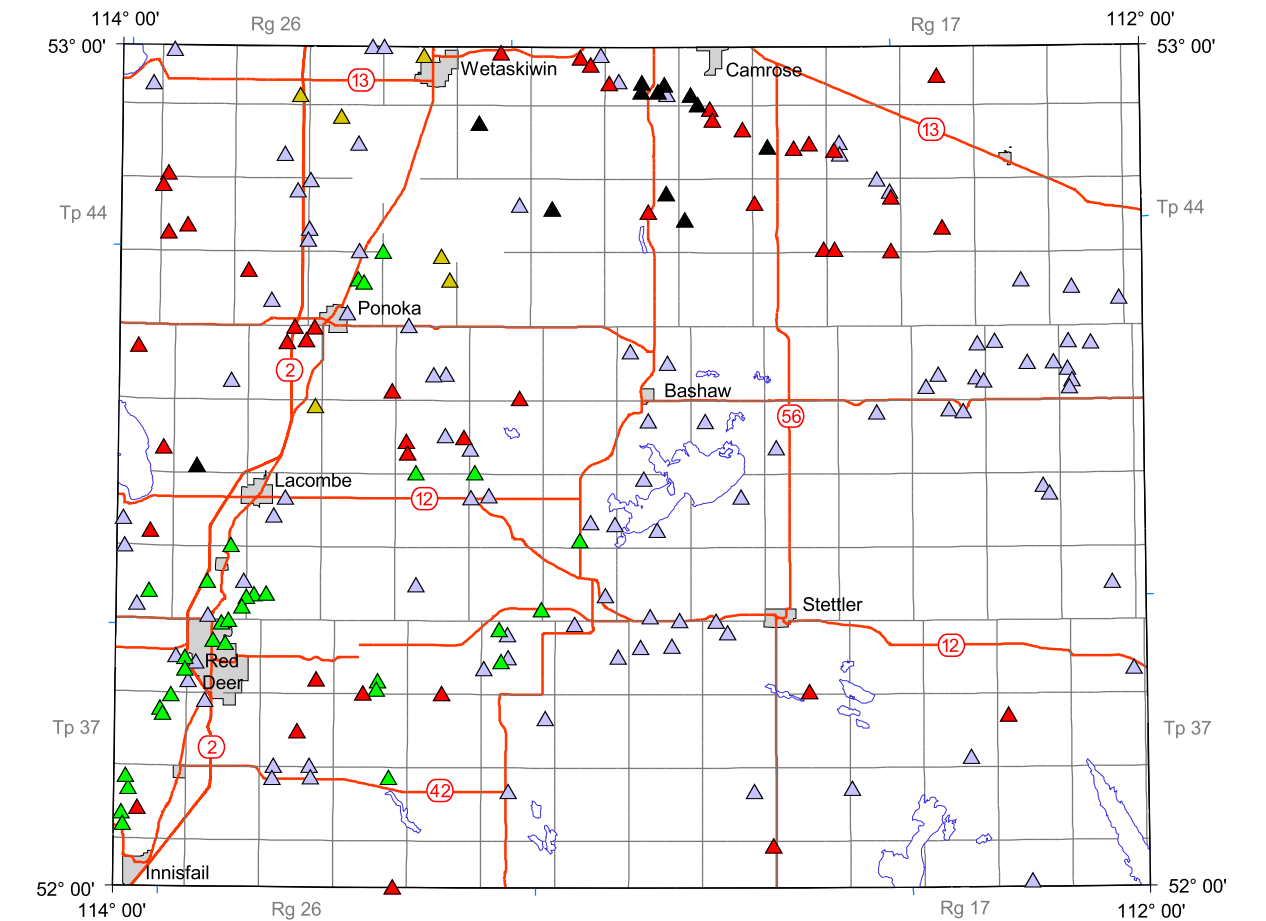 114° 00' 112° 00'
Rg 26 Rg 17
53° 00' 53° 00'
Wetaskiwin Camrose
13
13
Tp 44 Tp 44
Ponoka
2
Bashaw
56
Lacombe
12
Stettler
12
Red
Deer
Tp 37 Tp 37
2
42
Innisfail
52° 00' 52° 00'
114° 00' Rg 26 Rg 17 112° 00'